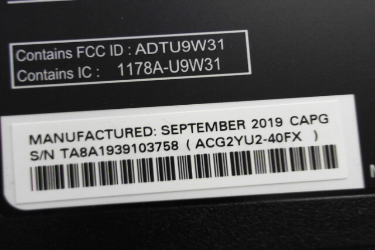 Contains FCC ID : ADTU9W31
Contains IC : 1178A-U9W31
MANUFACTURED: SEPTEMBER 2019 CAPG
S/N TA8A1939103758 ( ACG2YU2-40FX )